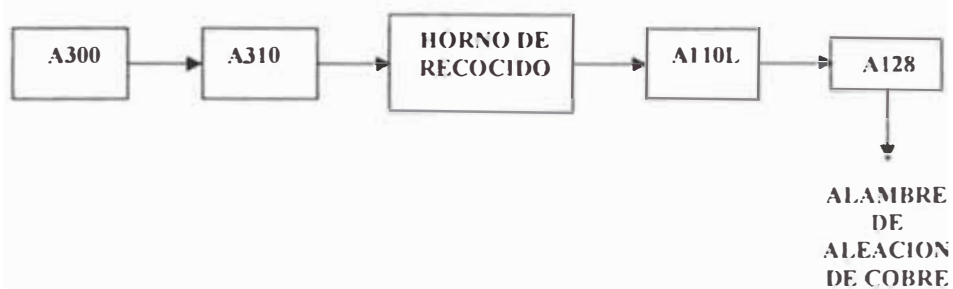 A300
A310
HORNO DE
RECOCIDO
A110L
A128
ALAMBRE
DE
ALEACION
DE COBRE